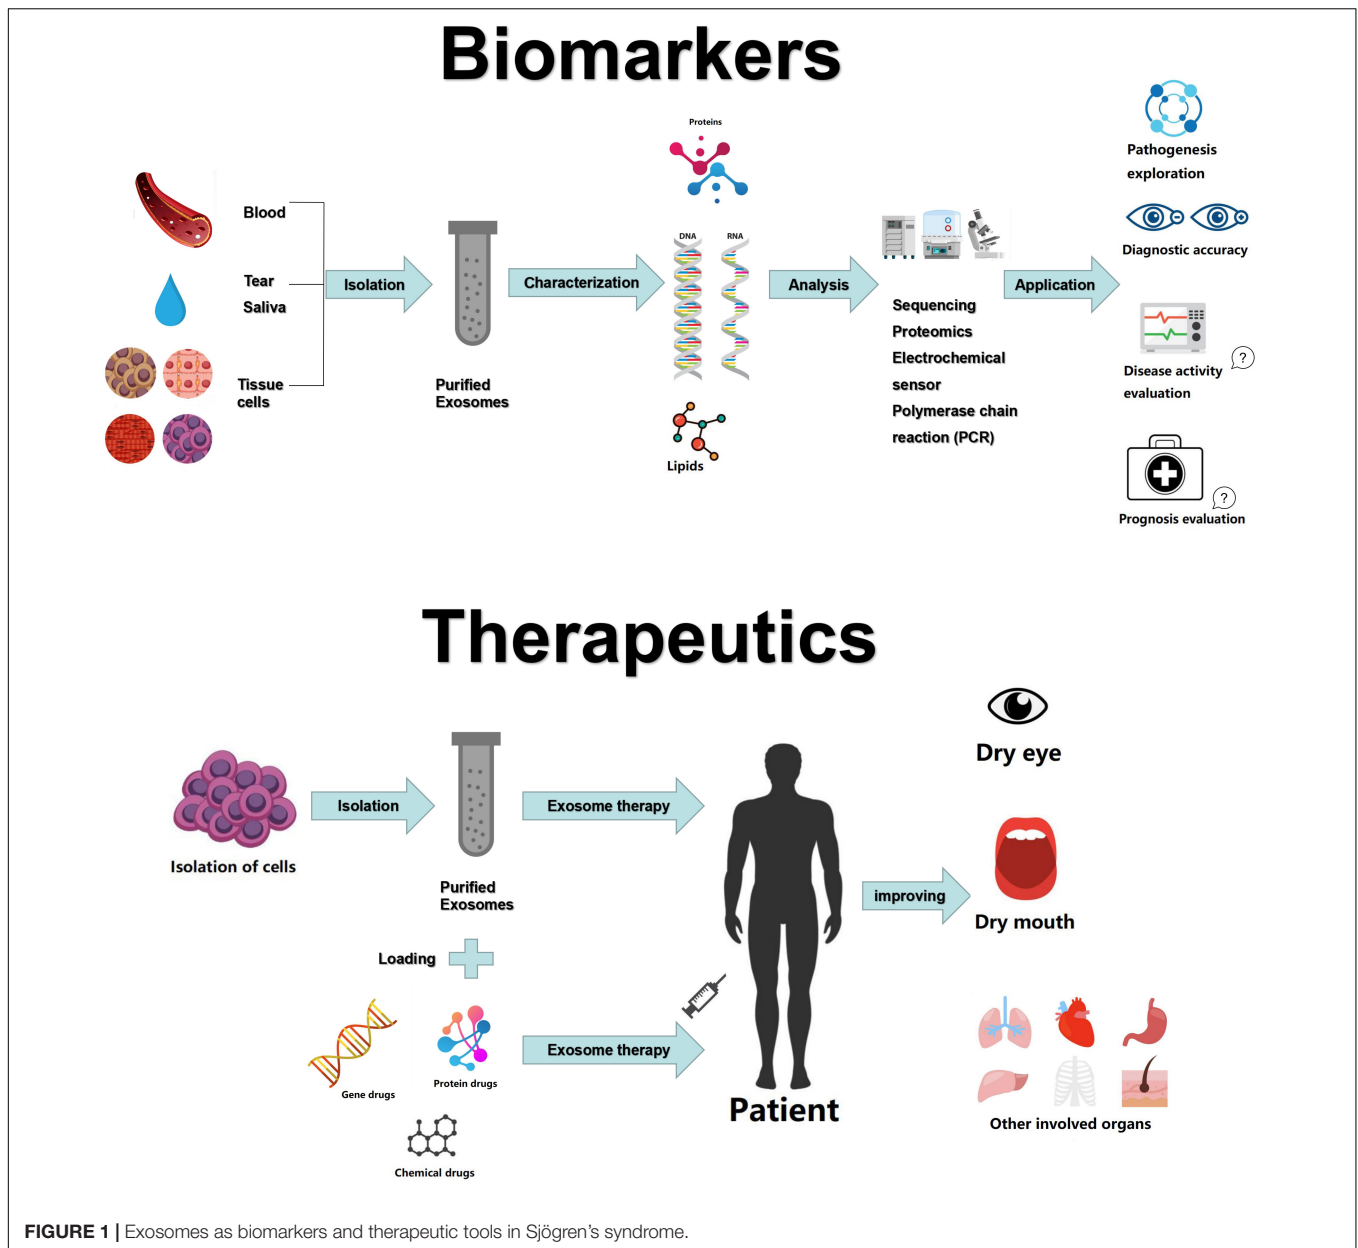 Biomarkers
Blood
Tear
Saliva
Tissue
cells
Isolation
Purified
Exosomes
Characterization
Proteins
DNA
RNA
Lipids
Analysis
Sequencing
Proteomics
Electrochemical
sensor
Polymerase chain
reaction (PCR)
Application
Pathogenesis
exploration
Diagnostic accuracy
Disease activity
evaluation
?
Prognosis evaluation
?
Therapeutics
Isolation of cells
Isolation
Purified
Exosomes
Exosome therapy
Loading
Gene drugs
Protein drugs
Chemical drugs
Exosome therapy
Patient
improving
Dry eye
Dry mouth
Other involved organs
FIGURE 1 | Exosomes as biomarkers and therapeutic tools in Sjögren's syndrome.